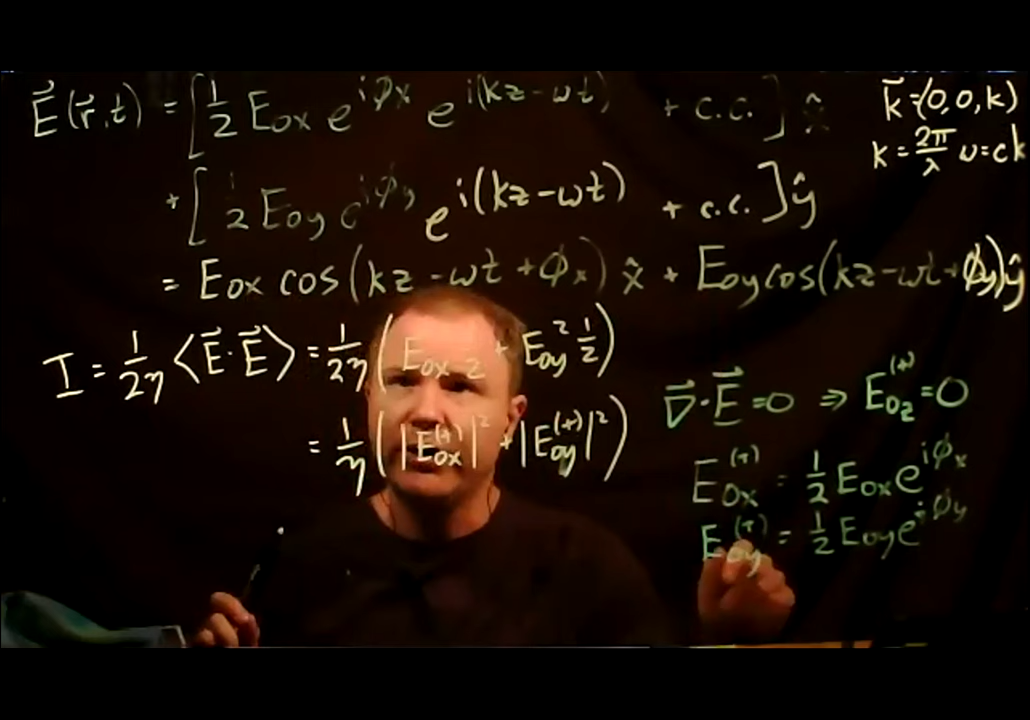 E⃗(r⃗,t) = [½ E₀ₓ e^{iϕₓ} e^{i(kz-ωt)} + c.c.] x̂
k⃗=(0,0,k)
k = 2π/λ ω=ck
+ [½ E₀y e^{iϕy} e^{i(kz-ωt)} + c.c.] ŷ
= E₀ₓ cos(kz-ωt+ϕₓ) x̂ + E₀y cos(kz-ωt+ϕy) ŷ
I = 1/2η ⟨E⃗·E⃗⟩ = 1/2η (E₀ₓ 2 + E₀y² ½)
∇⃗·E⃗=0 ⇒ E₀z^{(+)}=0
= 1/η (|E₀ₓ^{(+)}|² + |E₀y^{(+)}|²)
E₀ₓ^{(+)} = ½ E₀ₓ e^{iϕₓ}
E₀y^{(+)} = ½ E₀y e^{iϕy}